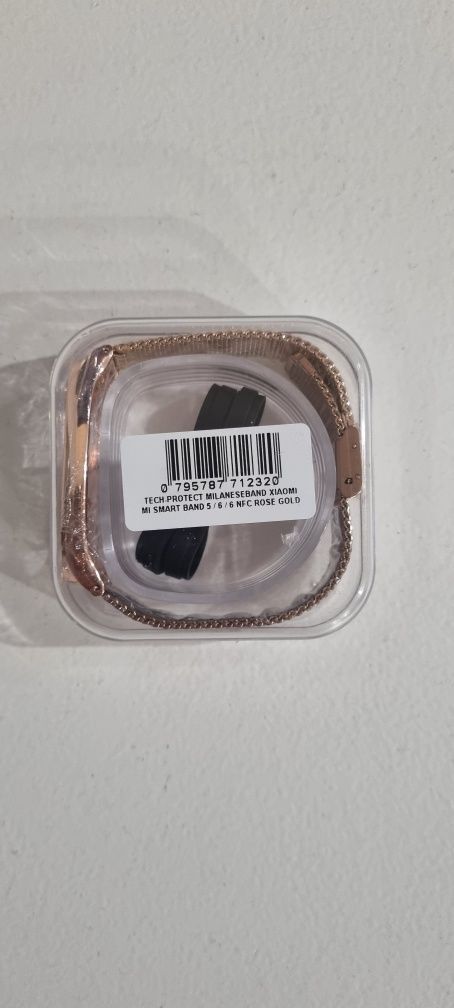 0 795787 712320
TECH-PROTECT MILANESEBAND XIAOMI
MI SMART BAND 5 / 6 / 6 NFC ROSE GOLD